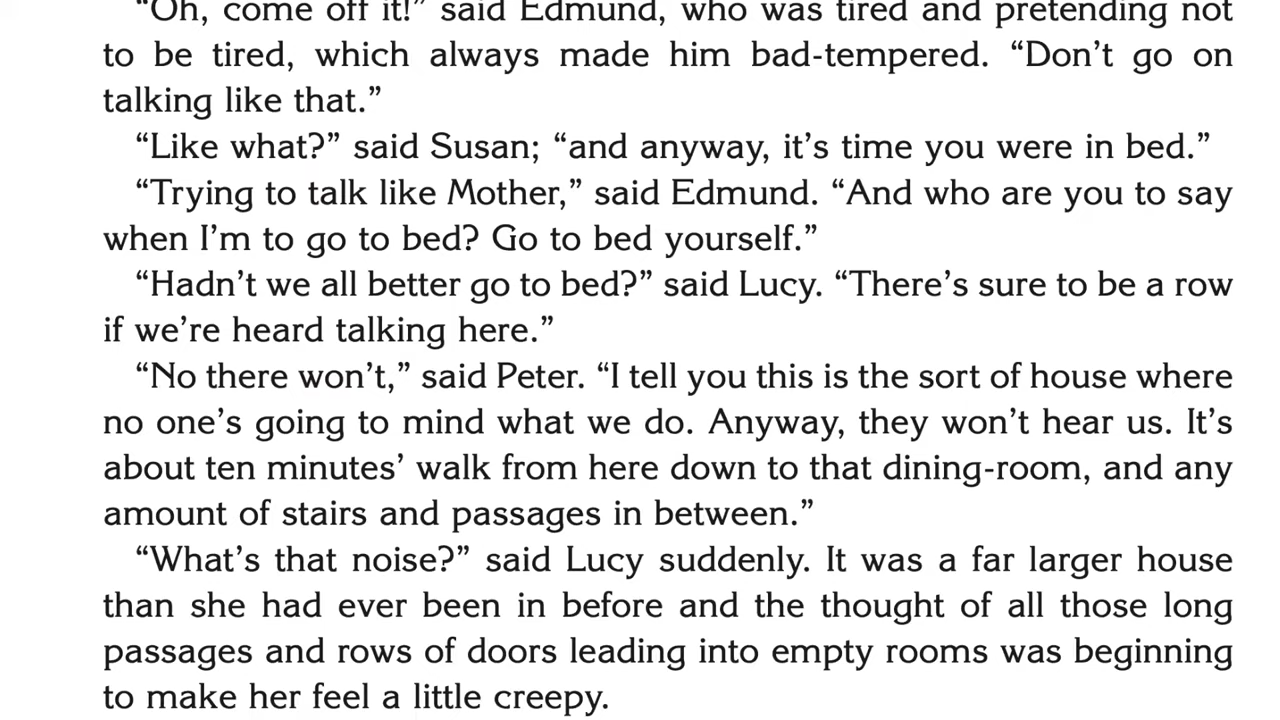 “Oh, come off it!” said Edmund, who was tired and pretending not
to be tired, which always made him bad-tempered. “Don’t go on
talking like that.”
“Like what?” said Susan; “and anyway, it’s time you were in bed.”
“Trying to talk like Mother,” said Edmund. “And who are you to say
when I’m to go to bed? Go to bed yourself.”
“Hadn’t we all better go to bed?” said Lucy. “There’s sure to be a row
if we’re heard talking here.”
“No there won’t,” said Peter. “I tell you this is the sort of house where
no one’s going to mind what we do. Anyway, they won’t hear us. It’s
about ten minutes’ walk from here down to that dining-room, and any
amount of stairs and passages in between.”
“What’s that noise?” said Lucy suddenly. It was a far larger house
than she had ever been in before and the thought of all those long
passages and rows of doors leading into empty rooms was beginning
to make her feel a little creepy.